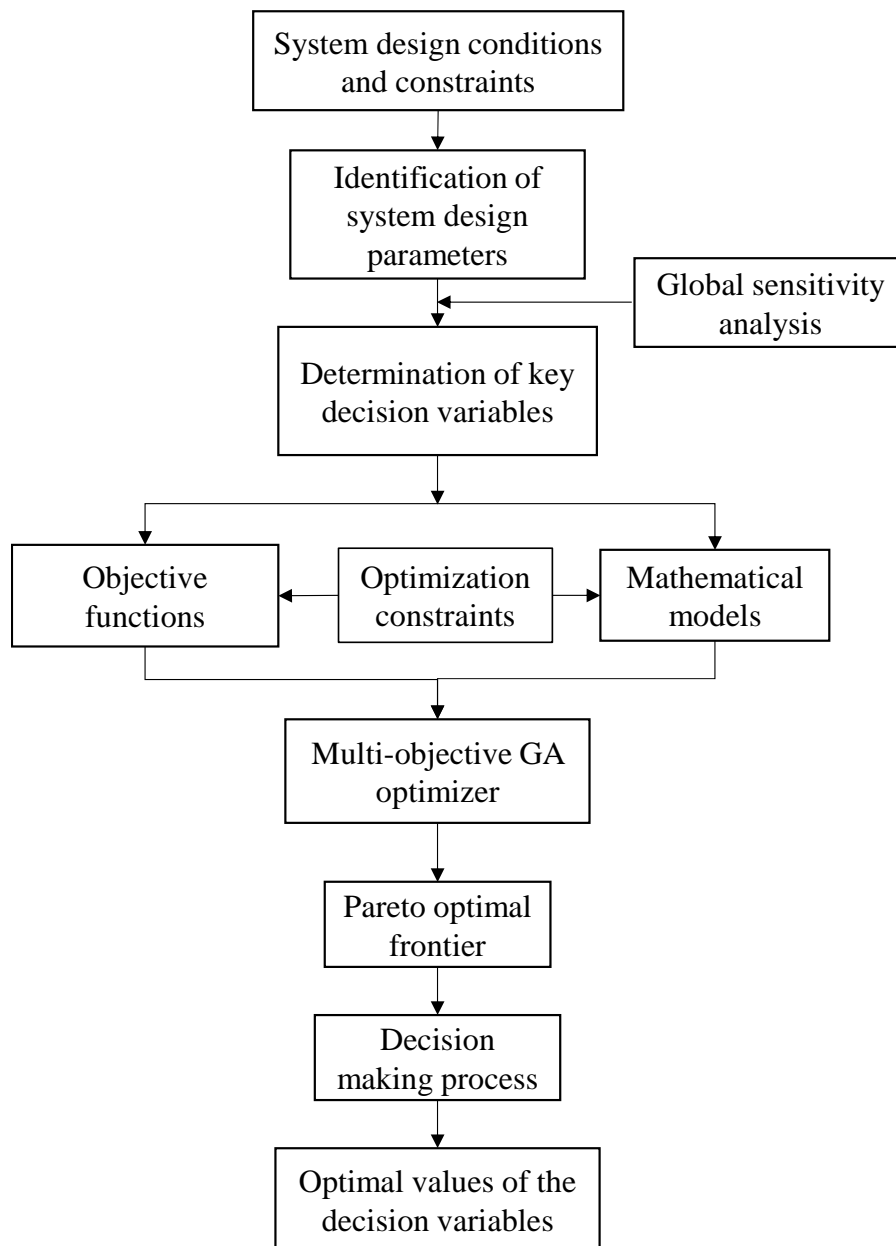 System design conditions
and constraints
Identification of
system design
parameters
Global sensitivity
analysis
Determination of key
decision variables
Objective
functions
Optimization
constraints
Mathematical
models
Multi-objective GA
optimizer
Pareto optimal
frontier
Decision
making process
Optimal values of the
decision variables